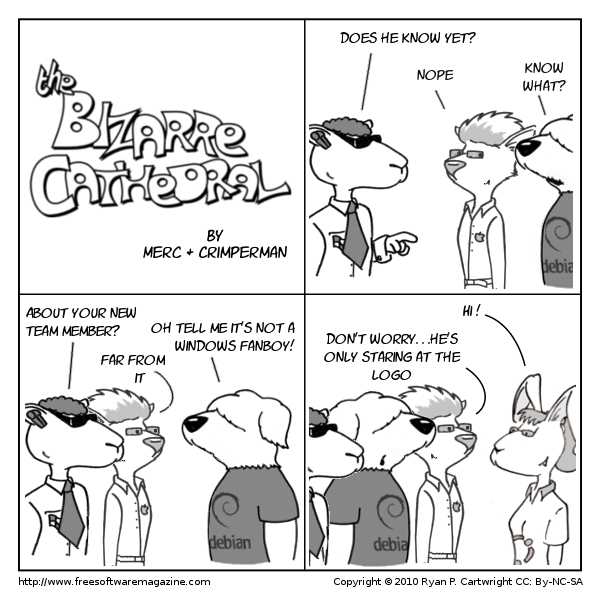 the
BIZARRE
CATHEDRAL
BY
MERC + CRIMPERMAN
DOES HE KNOW YET?
NOPE
KNOW
WHAT?
debia
ABOUT YOUR NEW
TEAM MEMBER?
FAR FROM
IT
OH TELL ME IT'S NOT A
WINDOWS FANBOY!
debian
HI!
DON'T WORRY...HE'S
ONLY STARING AT THE
LOGO
debia
http://www.freesoftwaremagazine.com
Copyright © 2010 Ryan P. Cartwright CC: By-NC-SA